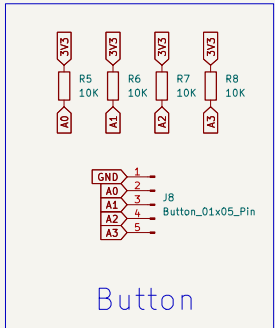 3V3 3V3 3V3 3V3
R5 R6 R7 R8
10K 10K 10K 10K
A0 A1 A2 A3
GND 1
A0 2
A1 3
A2 4
A3 5
J8
Button_01x05_Pin
Button